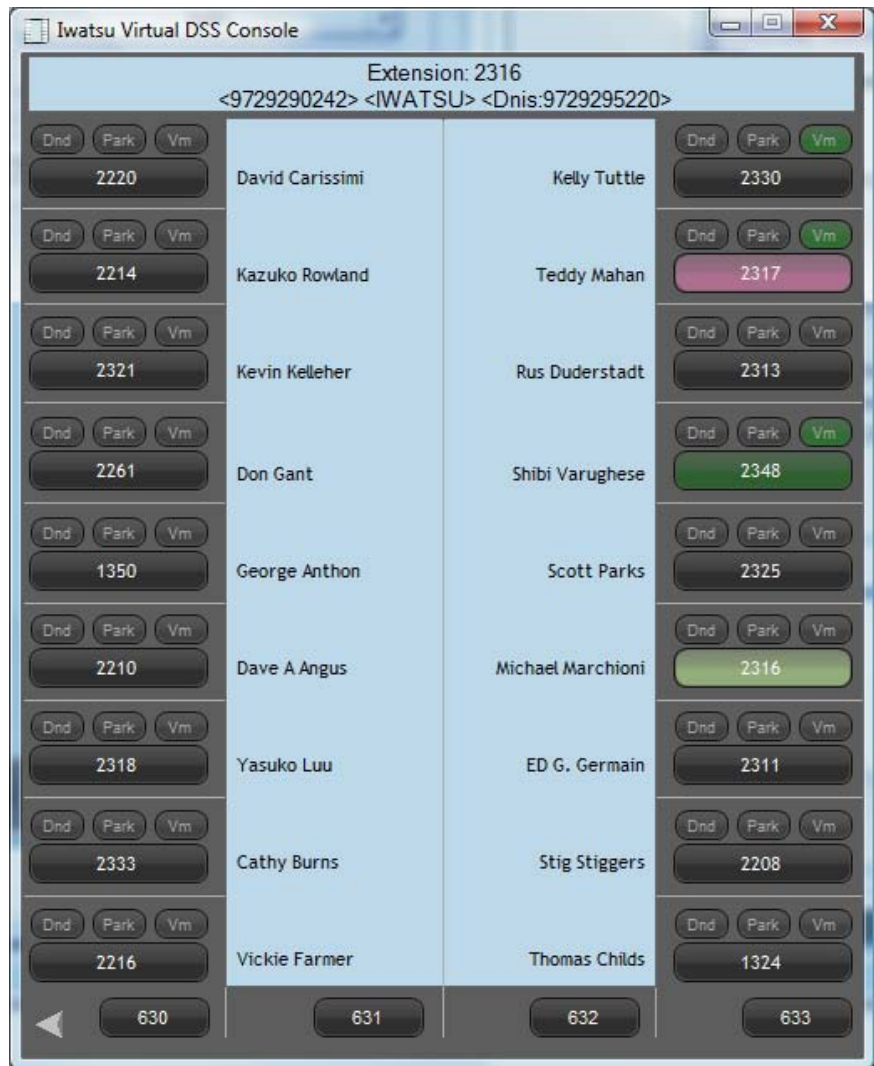 Iwatsu Virtual DSS Console
Extension: 2316
<9729290242> <IWATSU> <Dnis:9729295220>
Dnd Park Vm Dnd Park Vm
2220 David Carissimi Kelly Tuttle 2330
Dnd Park Vm Dnd Park Vm
2214 Kazuko Rowland Teddy Mahan 2317
Dnd Park Vm Dnd Park Vm
2321 Kevin Kelleher Rus Duderstadt 2313
Dnd Park Vm Dnd Park Vm
2261 Don Gant Shibi Varughese 2348
Dnd Park Vm Dnd Park Vm
1350 George Anthon Scott Parks 2325
Dnd Park Vm Dnd Park Vm
2210 Dave A Angus Michael Marchioni 2316
Dnd Park Vm Dnd Park Vm
2318 Yasuko Luu ED G. Germain 2311
Dnd Park Vm Dnd Park Vm
2333 Cathy Burns Stig Stiggers 2208
Dnd Park Vm Dnd Park Vm
2216 Vickie Farmer Thomas Childs 1324
630 631 632 633